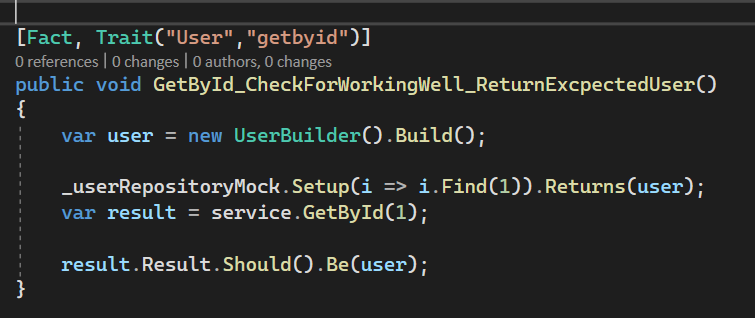 [Fact, Trait("User","getbyid")]
0 references | 0 changes | 0 authors, 0 changes
public void GetById_CheckForWorkingWell_ReturnExcpectedUser()
{
    var user = new UserBuilder().Build();
    _userRepositoryMock.Setup(i => i.Find(1)).Returns(user);
    var result = service.GetById(1);
    result.Result.Should().Be(user);
}